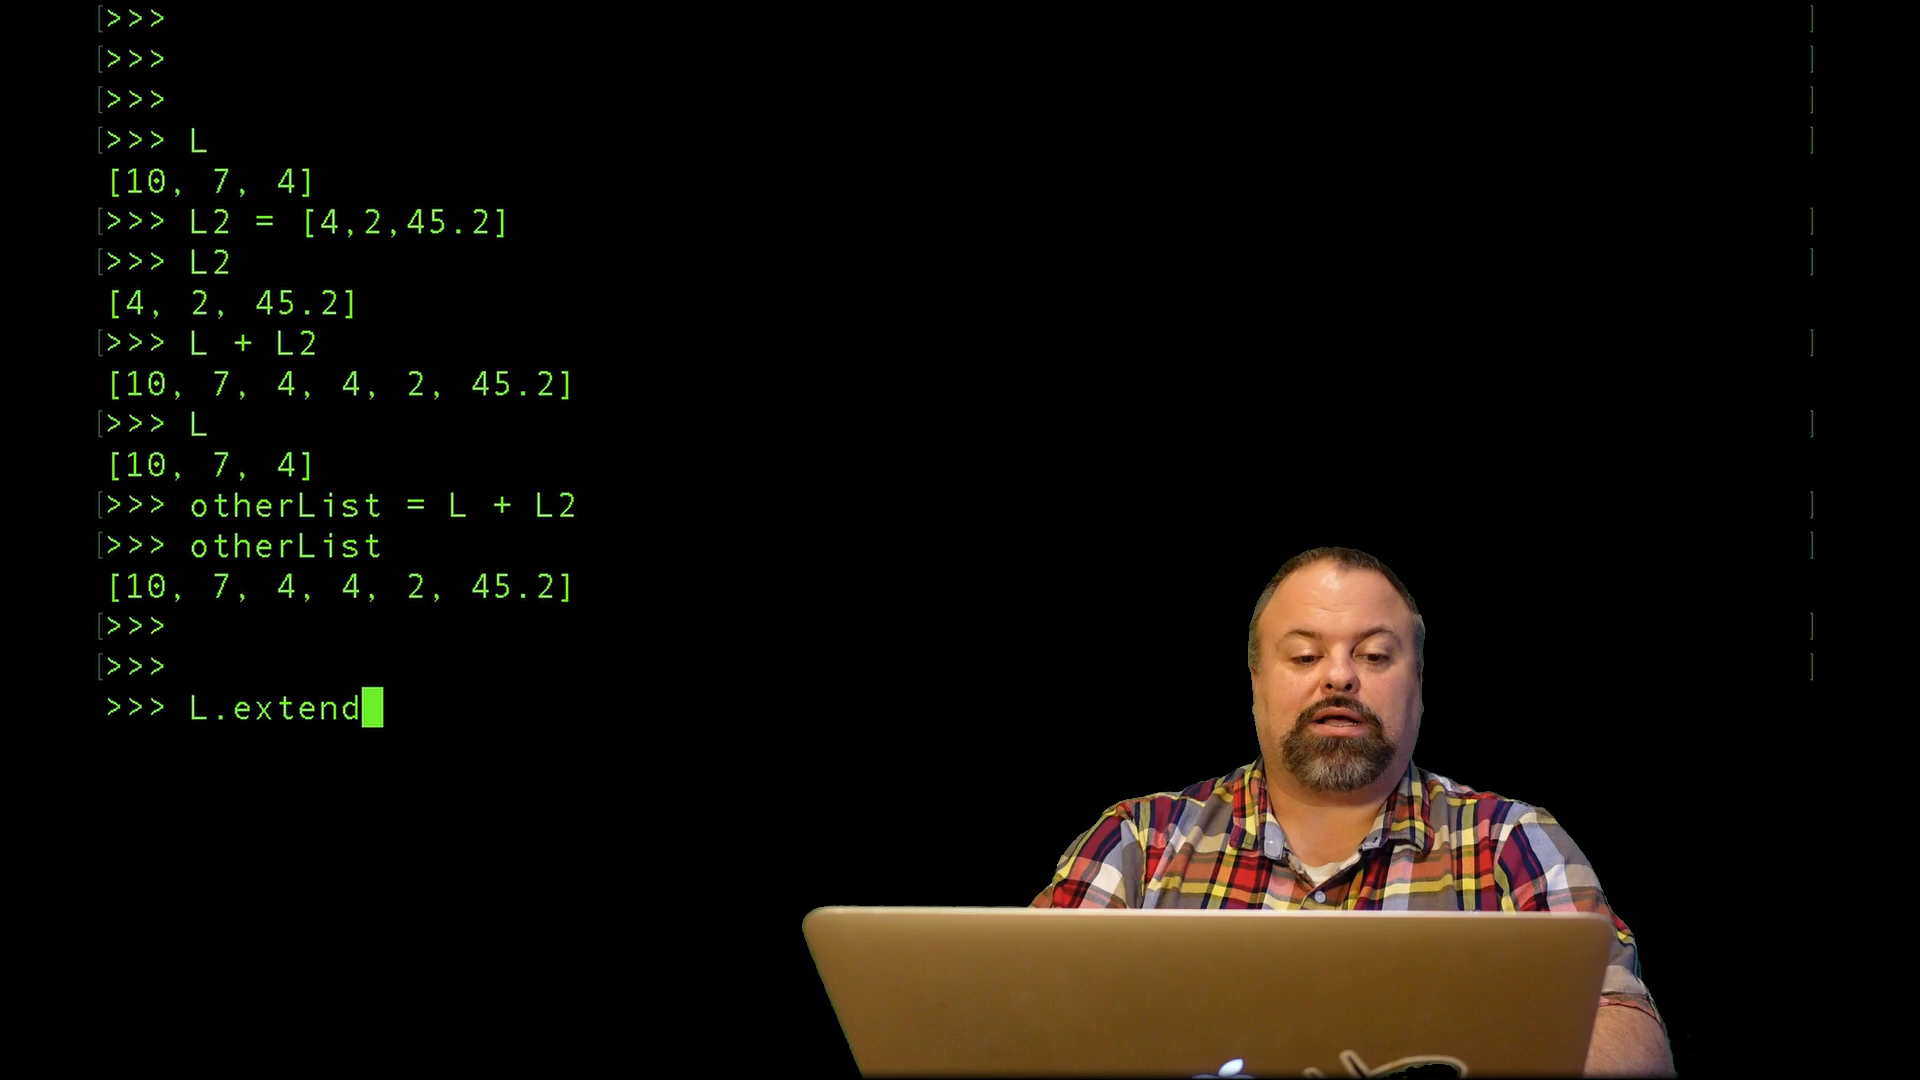 [>>> ]
[>>> ]
[>>> ]
[>>> L ]
[10, 7, 4]
[>>> L2 = [4,2,45.2] ]
[>>> L2 ]
[4, 2, 45.2]
[>>> L + L2 ]
[10, 7, 4, 4, 2, 45.2]
[>>> L ]
[10, 7, 4]
[>>> otherList = L + L2 ]
[>>> otherList ]
[10, 7, 4, 4, 2, 45.2]
[>>> ]
[>>> ]
>>> L.extend